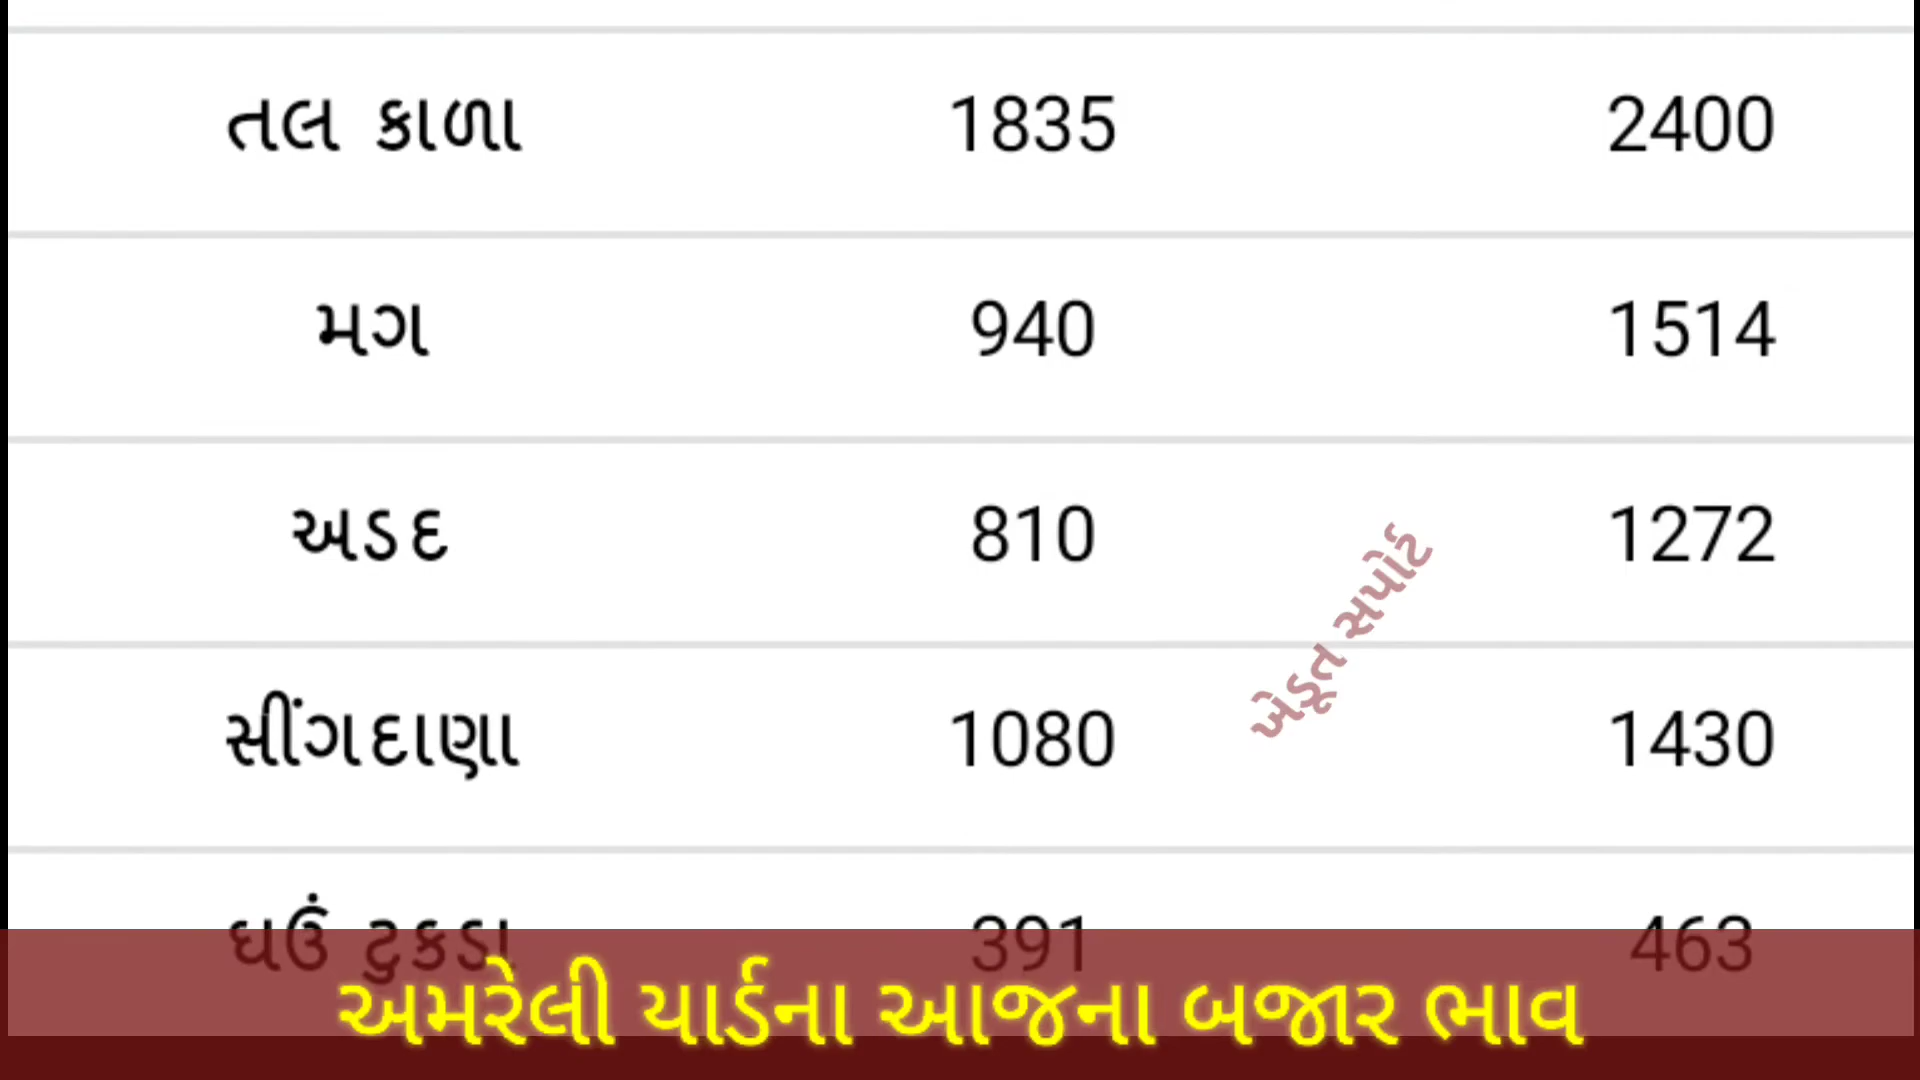 તલ કાળા 1835 2400
મગ 940 1514
અડદ 810 1272
સીંગદાણા 1080 1430
ખેડૂત સપોર્ટ
ઘઉં ટુકડા 391 463
અમરેલી યાર્ડના આજના બજાર ભાવ